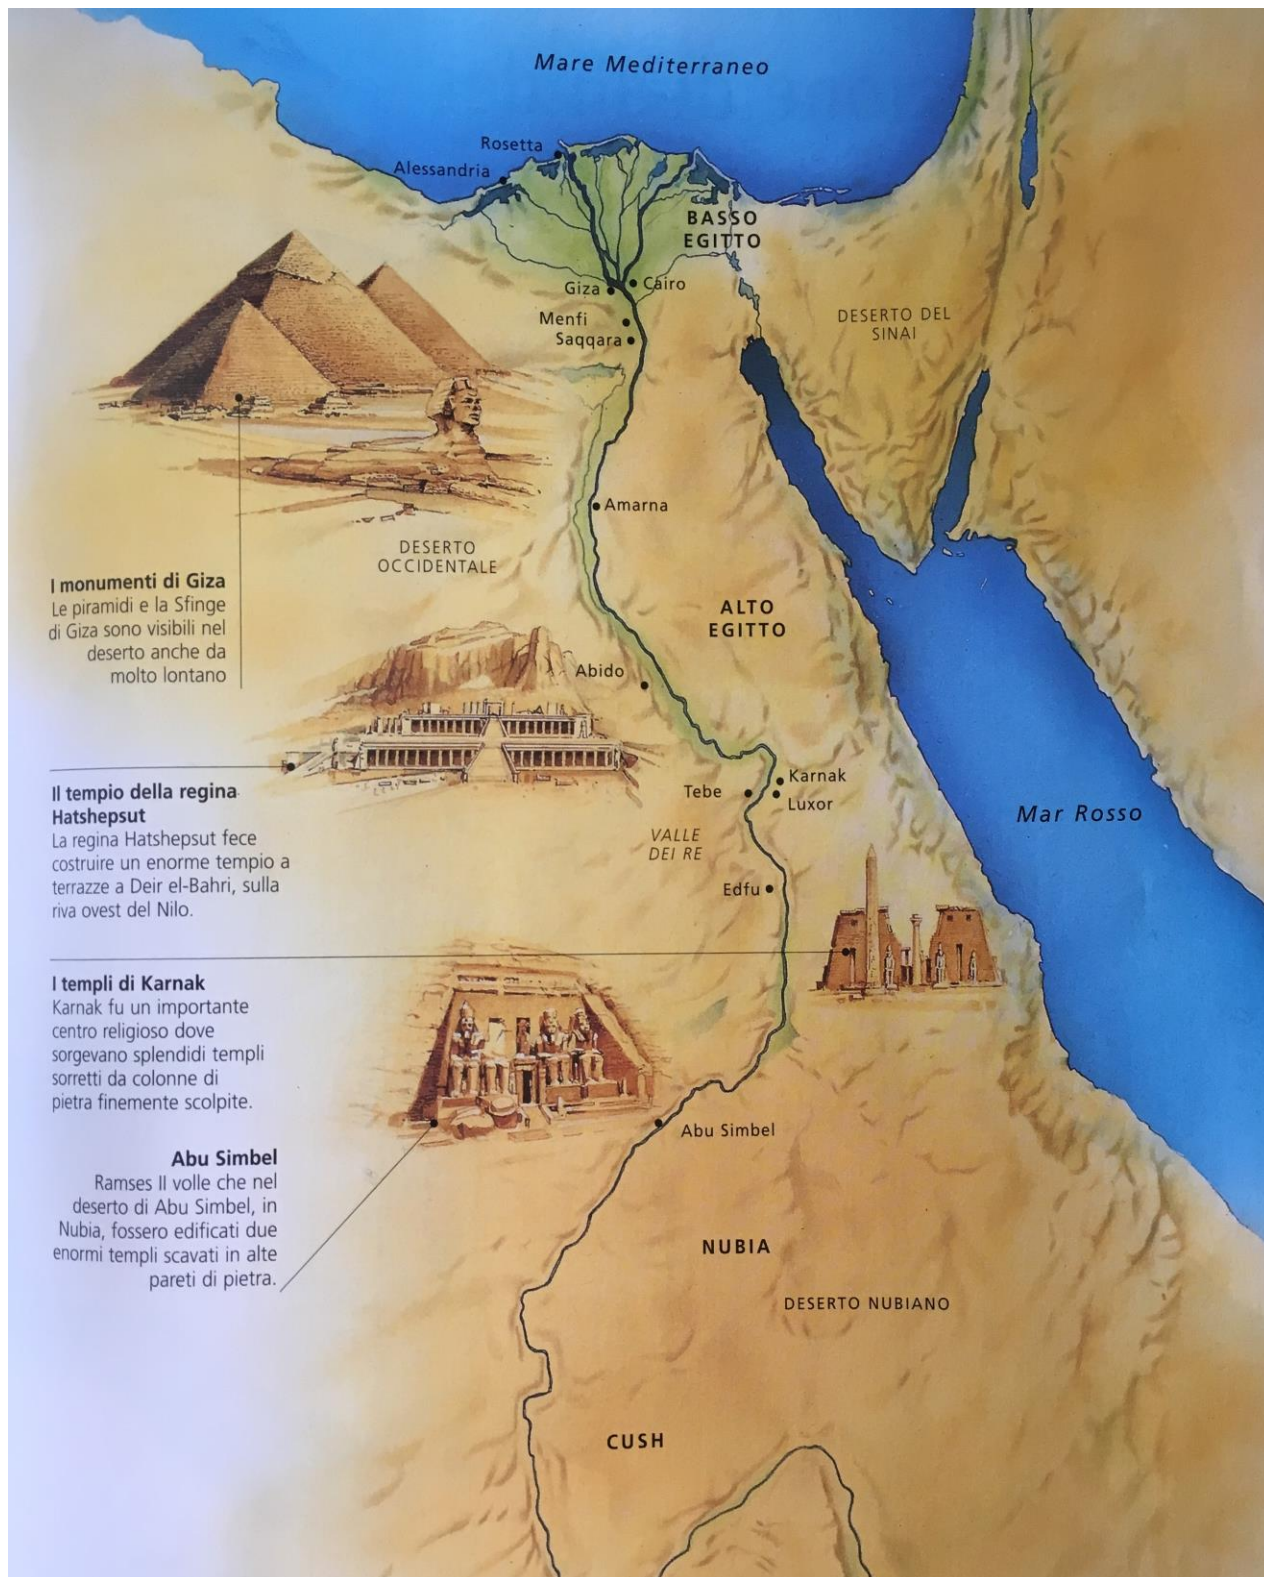 Mare Mediterraneo
Rosetta
Alessandria
BASSO
EGITTO
Giza
Cairo
Menfi
Saqqara
DESERTO DEL
SINAI
Amarna
DESERTO
OCCIDENTALE
I monumenti di Giza
Le piramidi e la Sfinge
di Giza sono visibili nel
deserto anche da
molto lontano
ALTO
EGITTO
Abido
Karnak
Tebe
Luxor
Mar Rosso
VALLE
DEI RE
Edfu
Il tempio della regina
Hatshepsut
La regina Hatshepsut fece
costruire un enorme tempio a
terrazze a Deir el-Bahri, sulla
riva ovest del Nilo.
I templi di Karnak
Karnak fu un importante
centro religioso dove
sorgevano splendidi templi
sorretti da colonne di
pietra finemente scolpite.
Abu Simbel
Abu Simbel
Ramses II volle che nel
deserto di Abu Simbel, in
Nubia, fossero edificati due
enormi templi scavati in alte
pareti di pietra.
NUBIA
DESERTO NUBIANO
CUSH